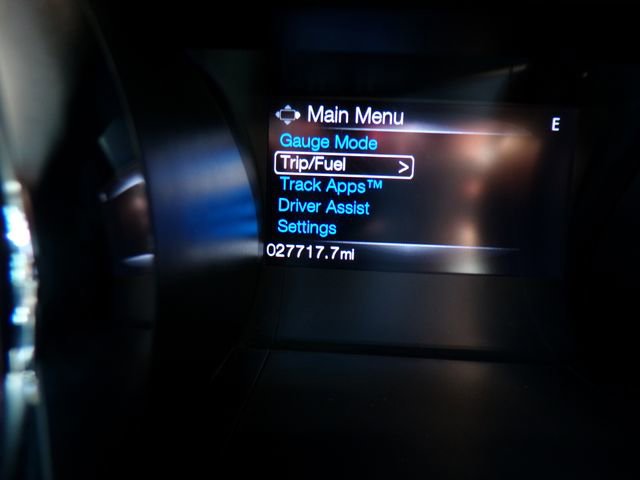 Main Menu
E
Gauge Mode
Trip/Fuel >
Track Apps™
Driver Assist
Settings
027717.7mi